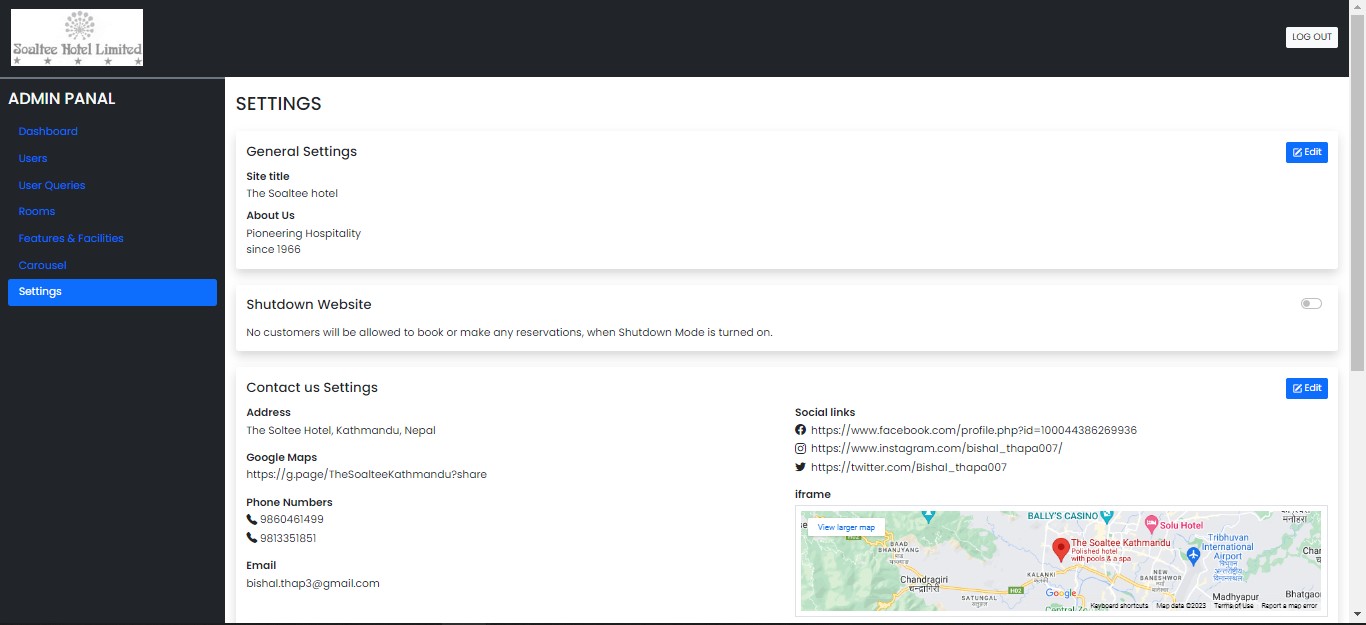 Soaltee Hotel Limited
LOG OUT
ADMIN PANAL
Dashboard
Users
User Queries
Rooms
Features & Facilities
Carousel
Settings
SETTINGS
General Settings
Edit
Site title
The Soaltee hotel
About Us
Pioneering Hospitality
since 1966
Shutdown Website
No customers will be allowed to book or make any reservations, when Shutdown Mode is turned on.
Contact us Settings
Edit
Address
The Soltee Hotel, Kathmandu, Nepal
Google Maps
https://g.page/TheSoalteeKathmandu?share
Phone Numbers
9860461499
9813351851
Email
bishal.thap3@gmail.com
Social links
https://www.facebook.com/profile.php?id=100044386269936
https://www.instagram.com/bishal_thapa007/
https://twitter.com/Bishal_thapa007
iframe
View larger map
BALLY'S CASINO
Solu Hotel
मनोहरा
BAAD
BHANJYANG
The Soaltee Kathmandu
Polished hotel
with pools & a spa
Tribhuvan
International
Airport
Chandragiri
चन्द्रागिरी
KALANKI
H02
NEW
BANESHWOR
SATUNGAL
Google
Madhyapur
Keyboard shortcuts
Map data ©2023
Terms of Use
Report a map error